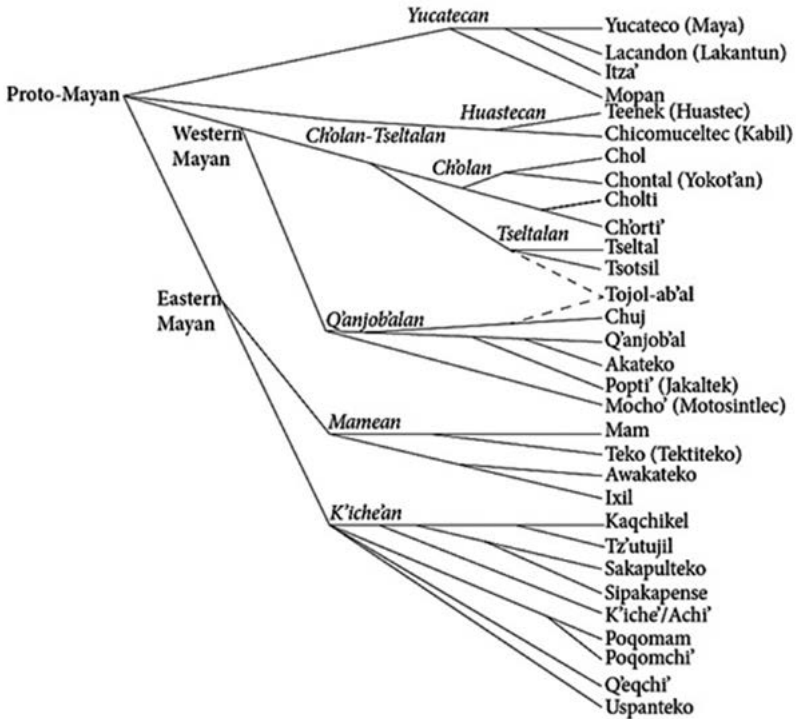 Yucatecan
Yucateco (Maya)
Lacandon (Lakantun)
Itza'
Mopan
Proto-Mayan
Huastecan
Teenek (Huastec)
Chicomuceltec (Kabil)
Western
Mayan
Ch'olan-Tseltalan
Ch'olan
Chol
Chontal (Yokot'an)
Cholti
Ch'orti'
Tseltalan
Tseltal
Tsotsil
Tojol-ab'al
Eastern
Mayan
Q'anjob'alan
Chuj
Q'anjob'al
Akateko
Popti' (Jakaltek)
Mocho' (Motosintlec)
Mamean
Mam
Teko (Tektiteko)
Awakateko
Ixil
K'iche'an
Kaqchikel
Tz'utujil
Sakapulteko
Sipakapense
K'iche'/Achi'
Poqomam
Poqomchi'
Q'eqchi'
Uspanteko